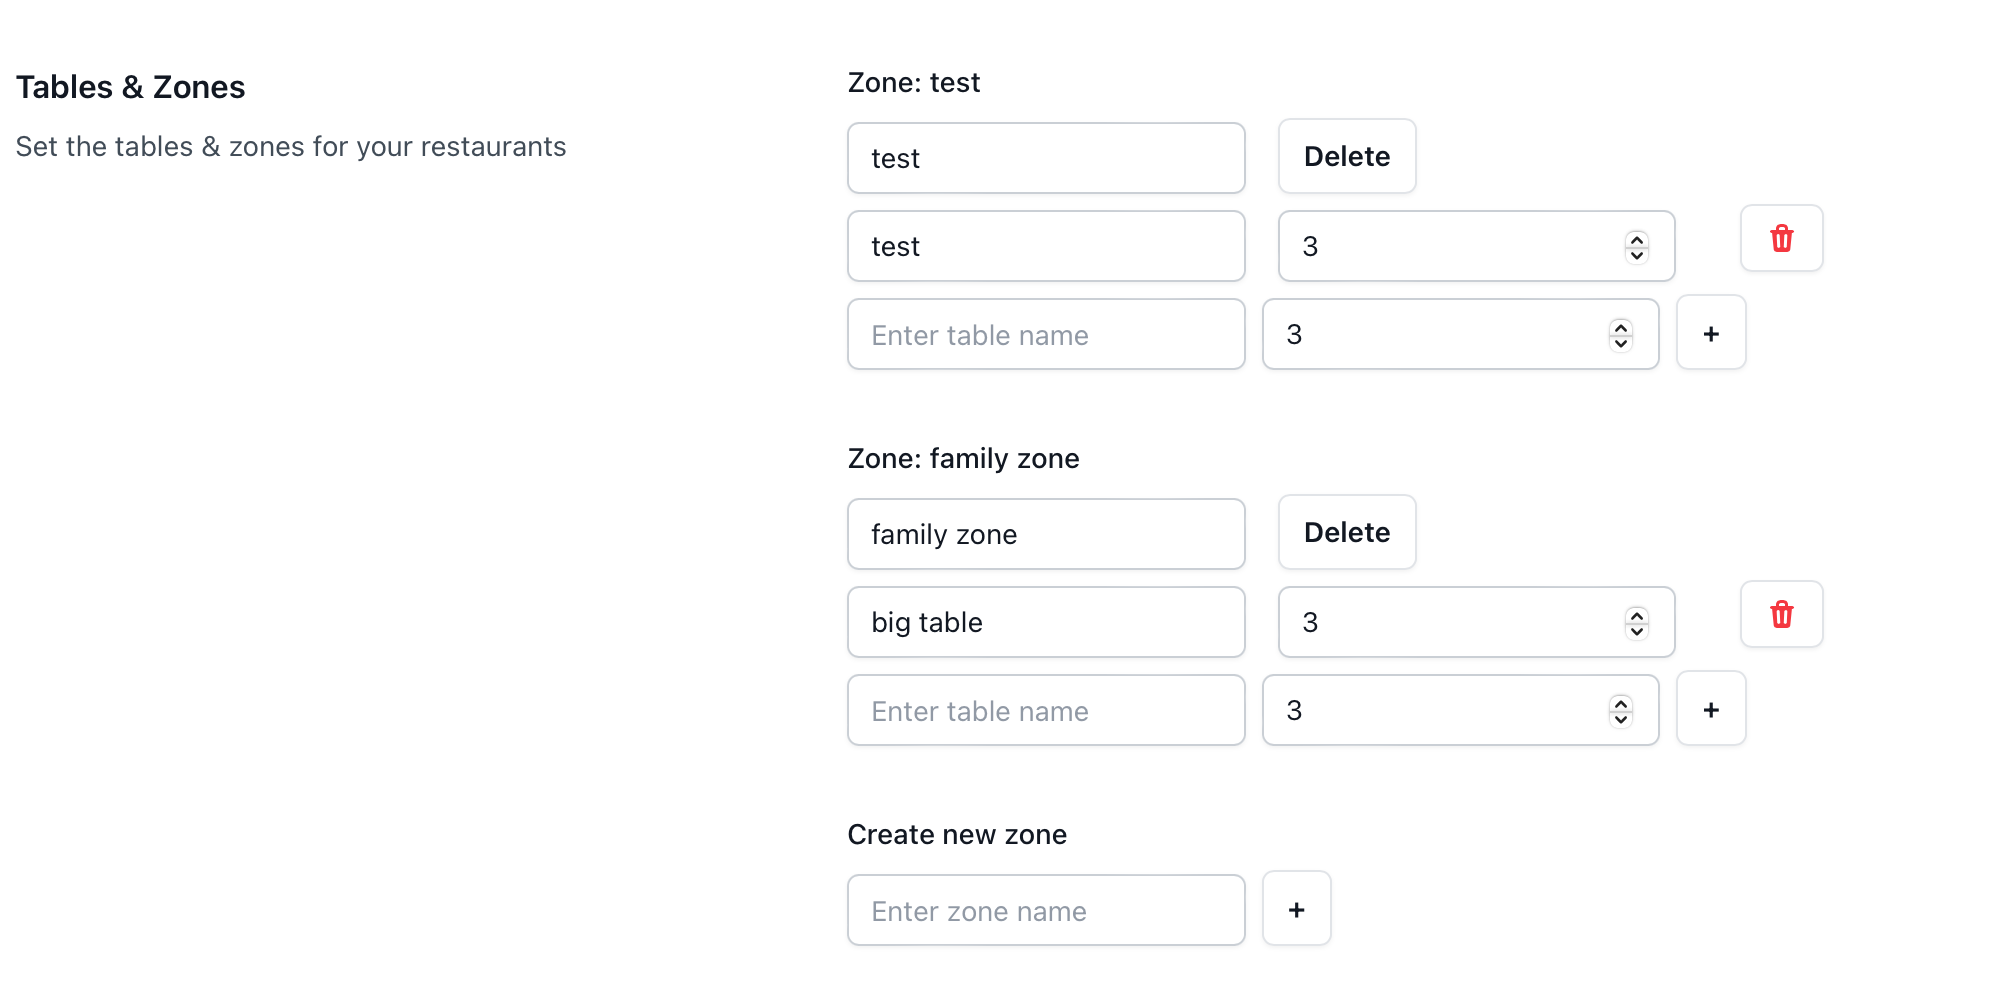 Tables & Zones
Set the tables & zones for your restaurants
Zone: test
test
Delete
test
3
Enter table name
3
+
Zone: family zone
family zone
Delete
big table
3
Enter table name
3
+
Create new zone
Enter zone name
+